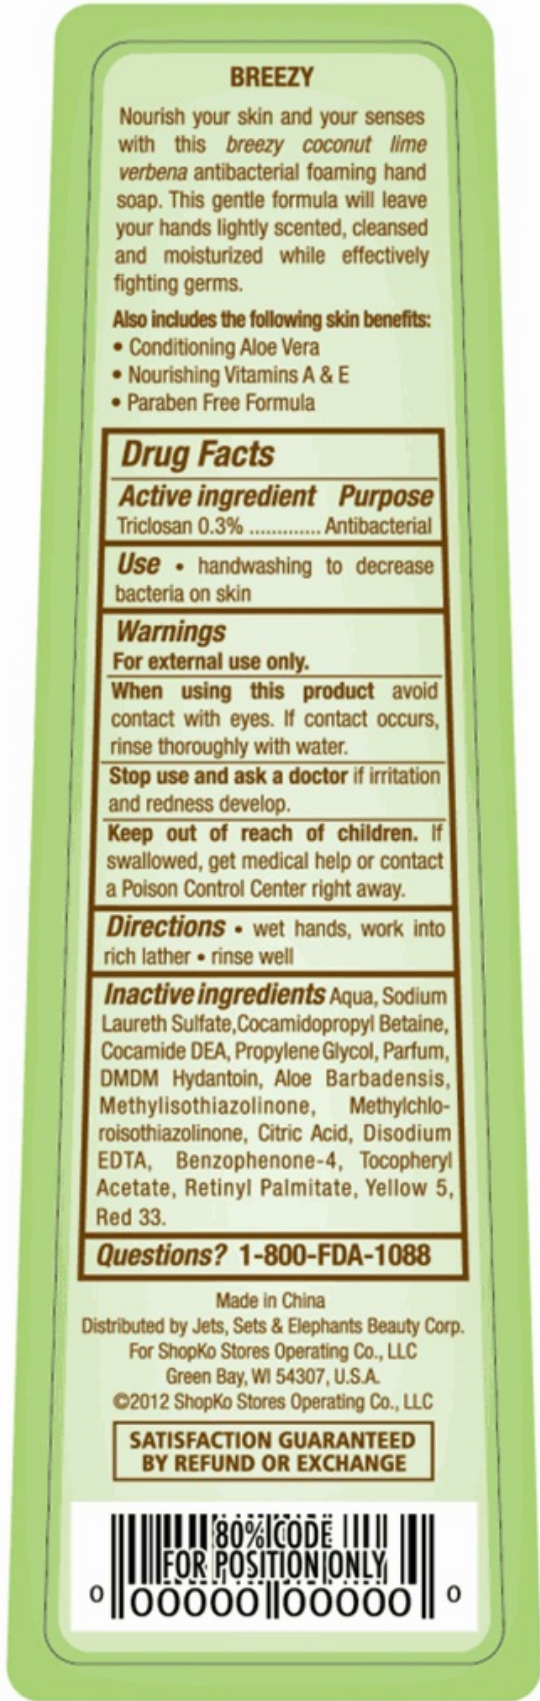 BREEZY
Nourish your skin and your senses
with this breezy coconut lime
verbena antibacterial foaming hand
soap. This gentle formula will leave
your hands lightly scented, cleansed
and moisturized while effectively
fighting germs.
Also includes the following skin benefits:
• Conditioning Aloe Vera
• Nourishing Vitamins A & E
• Paraben Free Formula
Drug Facts
Active ingredient Purpose
Triclosan 0.3% ............. Antibacterial
Use • handwashing to decrease
bacteria on skin
Warnings
For external use only.
When using this product avoid
contact with eyes. If contact occurs,
rinse thoroughly with water.
Stop use and ask a doctor if irritation
and redness develop.
Keep out of reach of children. If
swallowed, get medical help or contact
a Poison Control Center right away.
Directions • wet hands, work into
rich lather • rinse well
Inactive ingredients Aqua, Sodium
Laureth Sulfate,Cocamidopropyl Betaine,
Cocamide DEA, Propylene Glycol, Parfum,
DMDM Hydantoin, Aloe Barbadensis,
Methylisothiazolinone, Methylchlo-
roisothiazolinone, Citric Acid, Disodium
EDTA, Benzophenone-4, Tocopheryl
Acetate, Retinyl Palmitate, Yellow 5,
Red 33.
Questions? 1-800-FDA-1088
Made in China
Distributed by Jets, Sets & Elephants Beauty Corp.
For ShopKo Stores Operating Co., LLC
Green Bay, WI 54307, U.S.A.
©2012 ShopKo Stores Operating Co., LLC
SATISFACTION GUARANTEED
BY REFUND OR EXCHANGE
80% CODE
FOR POSITION ONLY
0 00000 00000 0